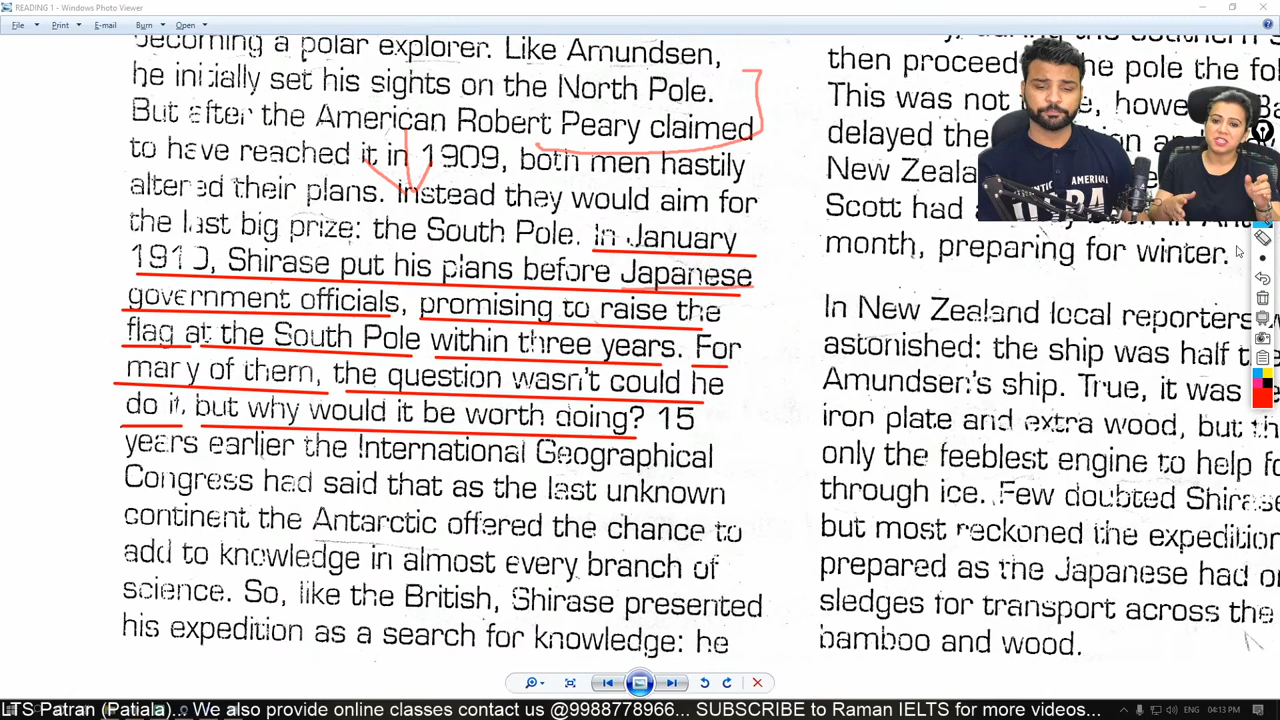 READING 1 - Windows Photo Viewer
File Print E-mail Burn Open
becoming a polar explorer. Like Amundsen,
he initially set his sights on the North Pole.
But after the American Robert Peary claimed
to have reached it in 1909, both men hastily
altered their plans. Instead they would aim for
the last big prize: the South Pole. In January
1910, Shirase put his plans before Japanese
government officials, promising to raise the
flag at the South Pole within three years. For
many of them, the question wasn't could he
do it, but why would it be worth doing? 15
years earlier the International Geographical
Congress had said that as the last unknown
continent the Antarctic offered the chance to
add to knowledge in almost every branch of
science. So, like the British, Shirase presented
his expedition as a search for knowledge: he
then proceed
This was not
delayed the
New Zeala
Scott had
month, preparing for winter.
In New Zealand local reporters
astonished: the ship was half
Amundsen's ship. True, it was
iron plate and extra wood, but
only the feeblest engine to help
through ice. Few doubted Shirase
but most reckoned the expedition
prepared as the Japanese had
sledges for transport across the
bamboo and wood.
LTS Patran (Patiala)... We also provide online classes contact us @9988778966... SUBSCRIBE to Raman IELTS for more videos...
ENG 04:13 PM